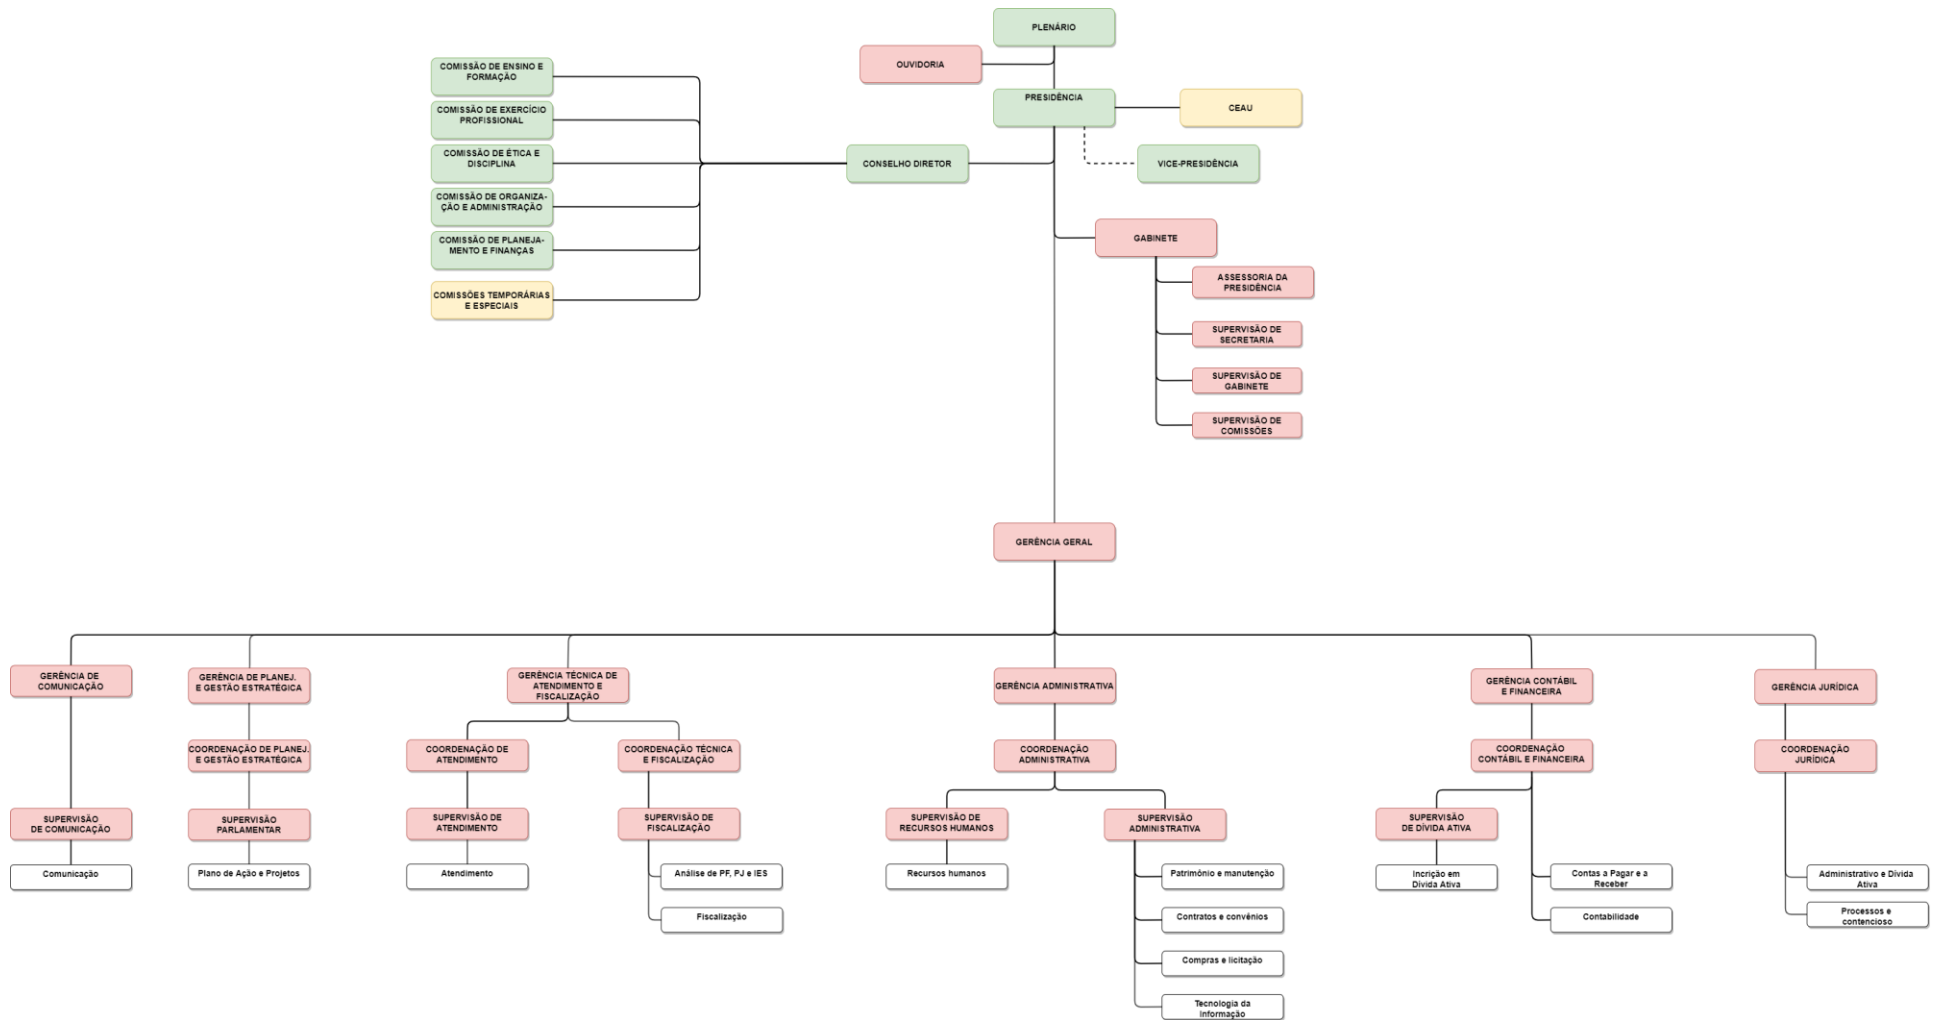 PLENÁRIO
OUVIDORIA
PRESIDÊNCIA
CEAU
COMISSÃO DE ENSINO E
FORMAÇÃO
COMISSÃO DE EXERCÍCIO
PROFISSIONAL
COMISSÃO DE ÉTICA E
DISCIPLINA
COMISSÃO DE ORGANIZA-
ÇÃO E ADMINISTRAÇÃO
COMISSÃO DE PLANEJA-
MENTO E FINANÇAS
COMISSÕES TEMPORÁRIAS
E ESPECIAIS
CONSELHO DIRETOR
VICE-PRESIDÊNCIA
GABINETE
ASSESSORIA DA
PRESIDÊNCIA
SUPERVISÃO DE
SECRETARIA
SUPERVISÃO DE
GABINETE
SUPERVISÃO DE
COMISSÕES
GERÊNCIA GERAL
GERÊNCIA DE
COMUNICAÇÃO
GERÊNCIA DE PLANEJ.
E GESTÃO ESTRATÉGICA
GERÊNCIA TÉCNICA DE
ATENDIMENTO E
FISCALIZAÇÃO
GERÊNCIA ADMINISTRATIVA
GERÊNCIA CONTÁBIL
E FINANCEIRA
GERÊNCIA JURÍDICA
COORDENAÇÃO DE PLANEJ.
E GESTÃO ESTRATÉGICA
COORDENAÇÃO DE
ATENDIMENTO
COORDENAÇÃO TÉCNICA
E FISCALIZAÇÃO
COORDENAÇÃO
ADMINISTRATIVA
COORDENAÇÃO
CONTÁBIL E FINANCEIRA
COORDENAÇÃO
JURÍDICA
SUPERVISÃO
DE COMUNICAÇÃO
SUPERVISÃO
PARLAMENTAR
SUPERVISÃO DE
ATENDIMENTO
SUPERVISÃO DE
FISCALIZAÇÃO
SUPERVISÃO DE
RECURSOS HUMANOS
SUPERVISÃO
ADMINISTRATIVA
SUPERVISÃO
DE DÍVIDA ATIVA
Comunicação
Plano de Ação e Projetos
Atendimento
Análise de PF, PJ e IES
Fiscalização
Recursos humanos
Patrimônio e manutenção
Contratos e convênios
Compras e licitação
Tecnologia da
informação
Incrição em
Dívida Ativa
Contas a Pagar e a
Receber
Contabilidade
Administrativo e Dívida
Ativa
Processos e
contencioso